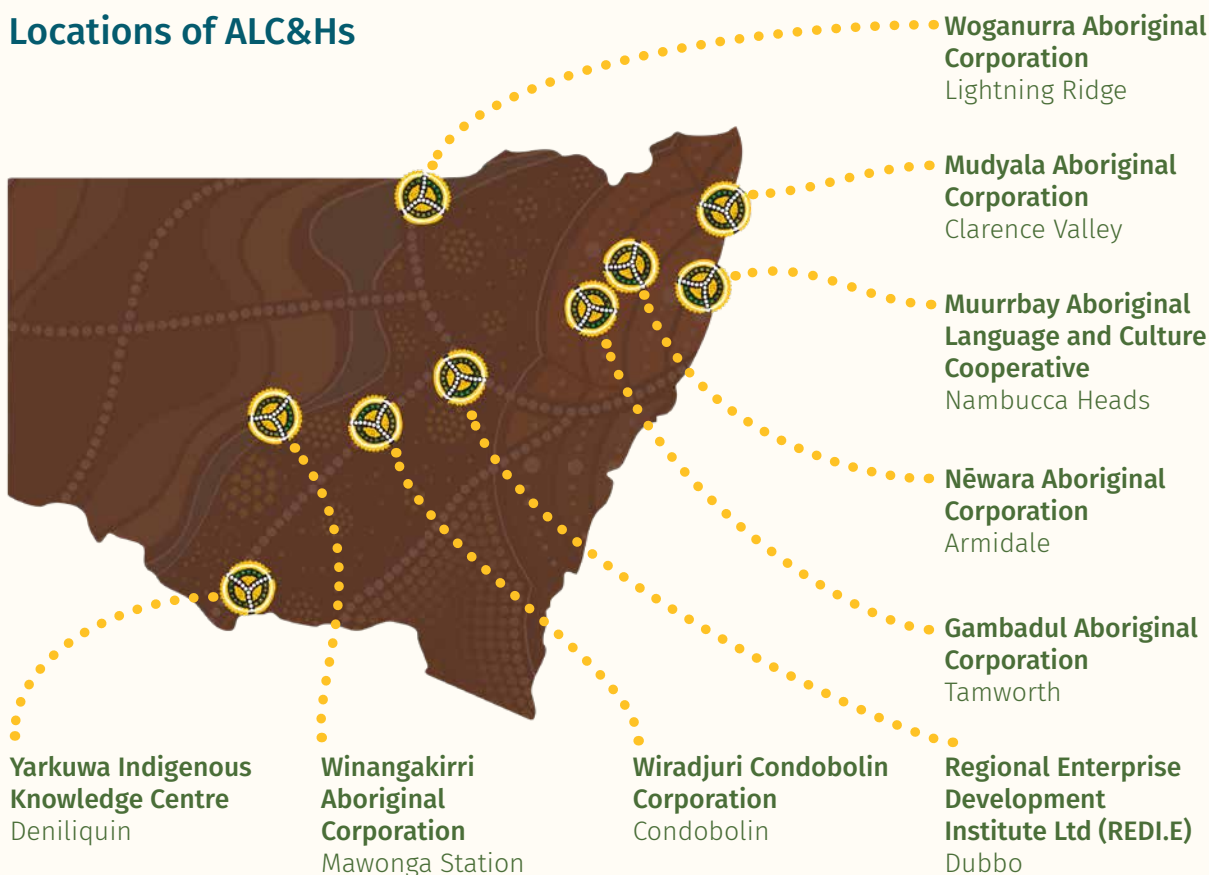 Locations of ALC&Hs
Woganurra Aboriginal
Corporation
Lightning Ridge
Mudyala Aboriginal
Corporation
Clarence Valley
Muurrbay Aboriginal
Language and Culture
Cooperative
Nambucca Heads
Nēwara Aboriginal
Corporation
Armidale
Gambadul Aboriginal
Corporation
Tamworth
Yarkuwa Indigenous
Knowledge Centre
Deniliquin
Winangakirri
Aboriginal
Corporation
Mawonga Station
Wiradjuri Condobolin
Corporation
Condobolin
Regional Enterprise
Development
Institute Ltd (REDI.E)
Dubbo